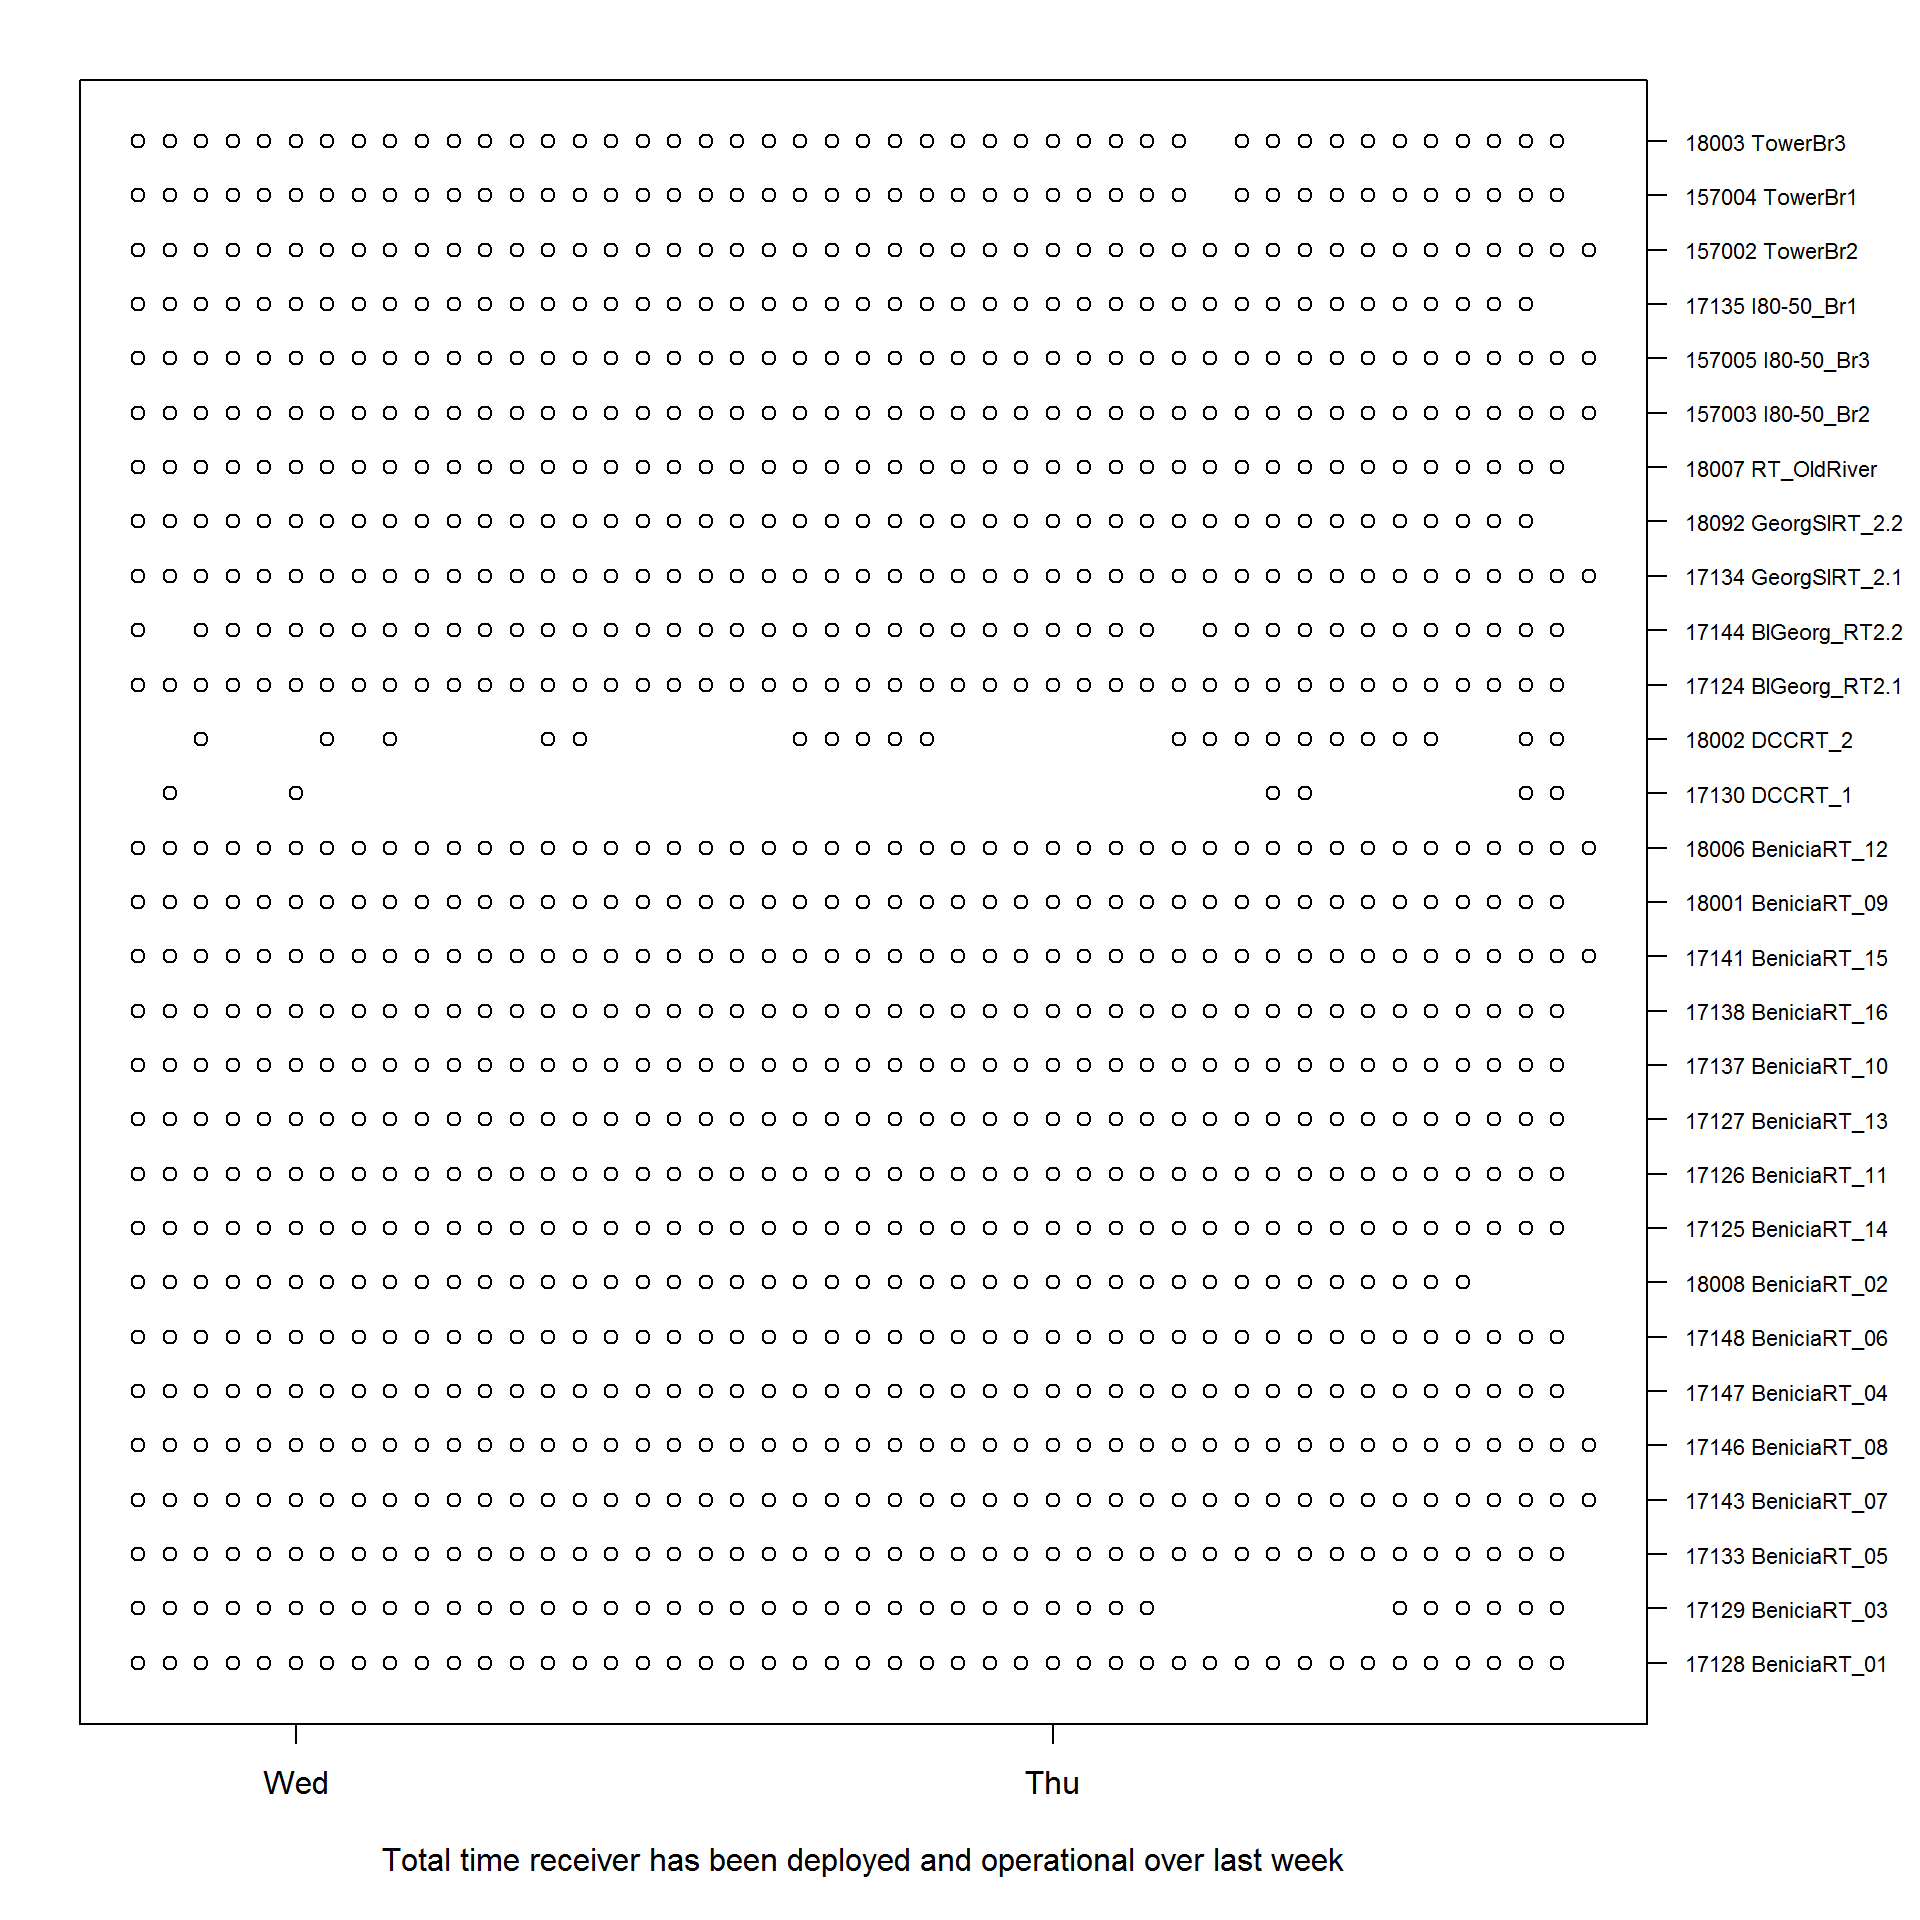 18003 TowerBr3
157004 TowerBr1
157002 TowerBr2
17135 I80-50_Br1
157005 I80-50_Br3
157003 I80-50_Br2
18007 RT_OldRiver
18092 GeorgSlRT_2.2
17134 GeorgSlRT_2.1
17144 BlGeorg_RT2.2
17124 BlGeorg_RT2.1
18002 DCCRT_2
17130 DCCRT_1
18006 BeniciaRT_12
18001 BeniciaRT_09
17141 BeniciaRT_15
17138 BeniciaRT_16
17137 BeniciaRT_10
17127 BeniciaRT_13
17126 BeniciaRT_11
17125 BeniciaRT_14
18008 BeniciaRT_02
17148 BeniciaRT_06
17147 BeniciaRT_04
17146 BeniciaRT_08
17143 BeniciaRT_07
17133 BeniciaRT_05
17129 BeniciaRT_03
17128 BeniciaRT_01
Wed Thu
Total time receiver has been deployed and operational over last week